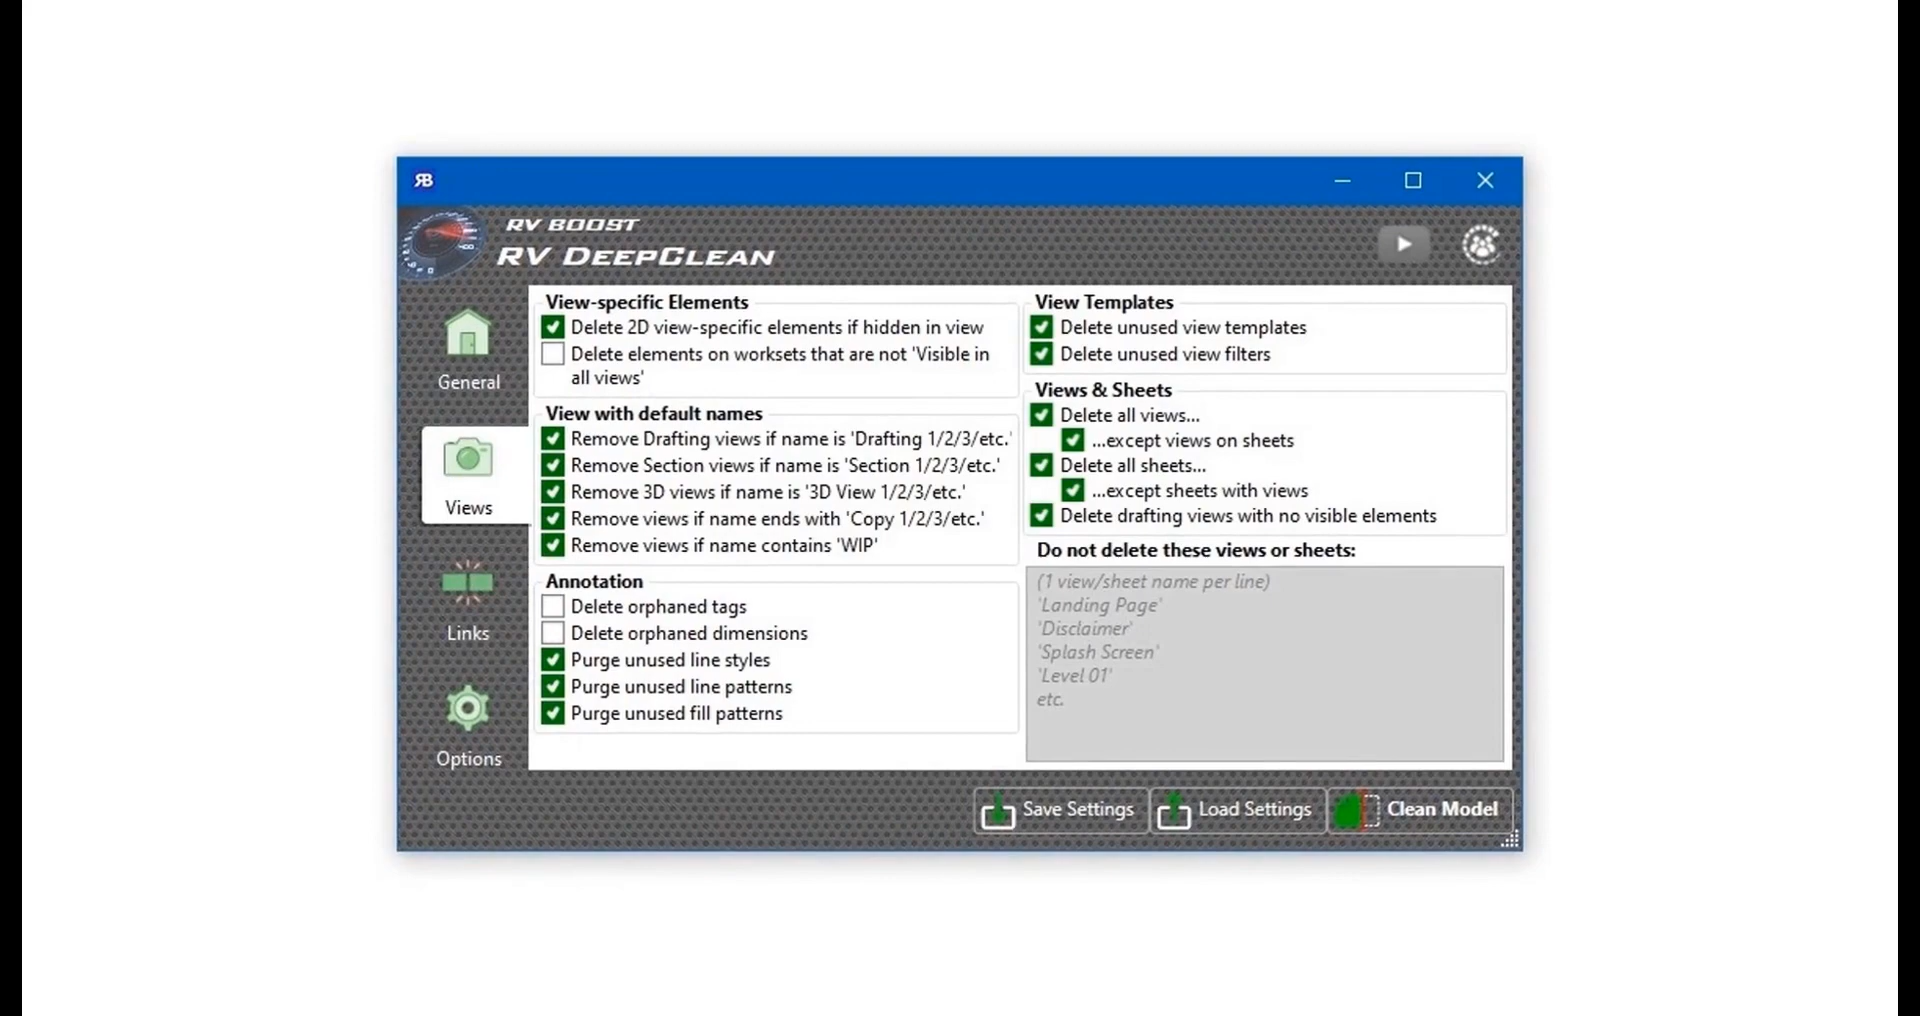 RB
RV BOOST
RV DEEPCLEAN
General
Views
Links
Options
View-specific Elements
Delete 2D view-specific elements if hidden in view
Delete elements on worksets that are not 'Visible in
all views'
View with default names
Remove Drafting views if name is 'Drafting 1/2/3/etc.'
Remove Section views if name is 'Section 1/2/3/etc.'
Remove 3D views if name is '3D View 1/2/3/etc.'
Remove views if name ends with 'Copy 1/2/3/etc.'
Remove views if name contains 'WIP'
Annotation
Delete orphaned tags
Delete orphaned dimensions
Purge unused line styles
Purge unused line patterns
Purge unused fill patterns
View Templates
Delete unused view templates
Delete unused view filters
Views & Sheets
Delete all views...
...except views on sheets
Delete all sheets...
...except sheets with views
Delete drafting views with no visible elements
Do not delete these views or sheets:
(1 view/sheet name per line)
'Landing Page'
'Disclaimer'
'Splash Screen'
'Level 01'
etc.
Save Settings
Load Settings
Clean Model